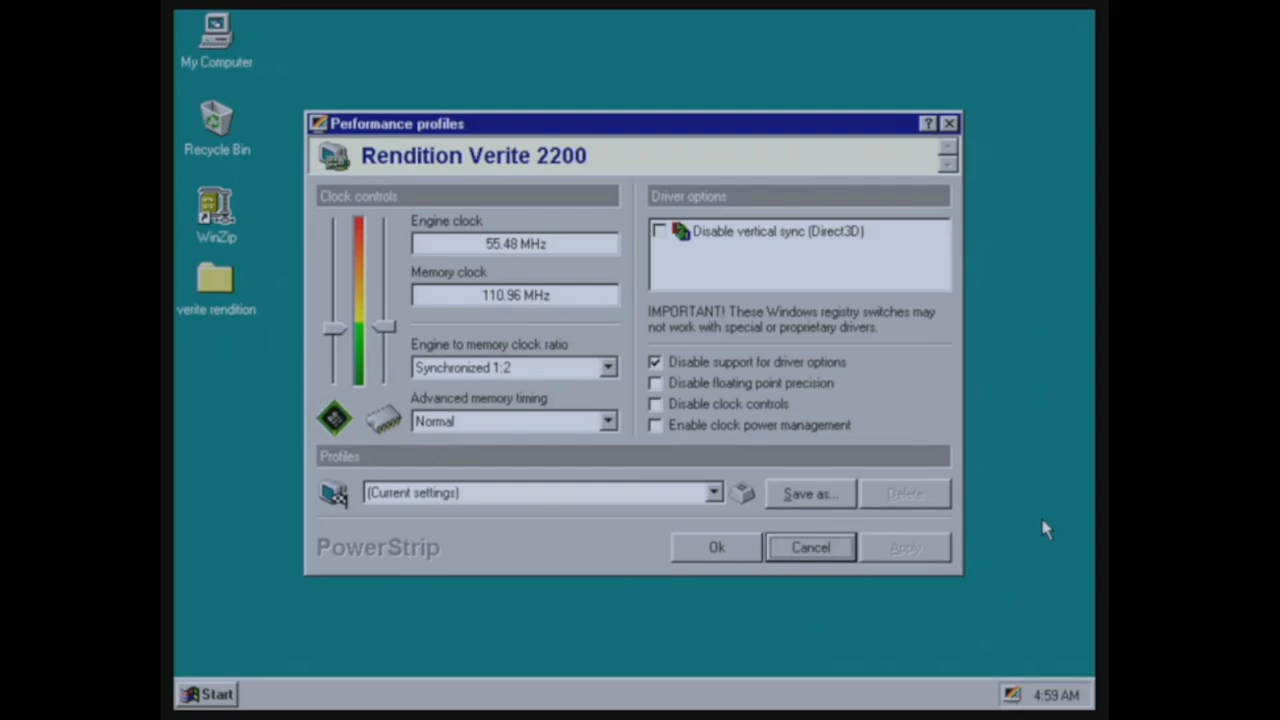 My Computer
Recycle Bin
WinZip
verite rendition
Performance profiles
Rendition Verite 2200
Clock controls
Engine clock
55.48 MHz
Memory clock
110.96 MHz
Engine to memory clock ratio
Synchronized 1:2
Advanced memory timing
Normal
Driver options
Disable vertical sync (Direct3D)
IMPORTANT! These Windows registry switches may
not work with special or proprietary drivers.
Disable support for driver options
Disable floating point precision
Disable clock controls
Enable clock power management
Profiles
(Current settings)
Save as...
Delete
PowerStrip
Ok
Cancel
Apply
Start
4:59 AM